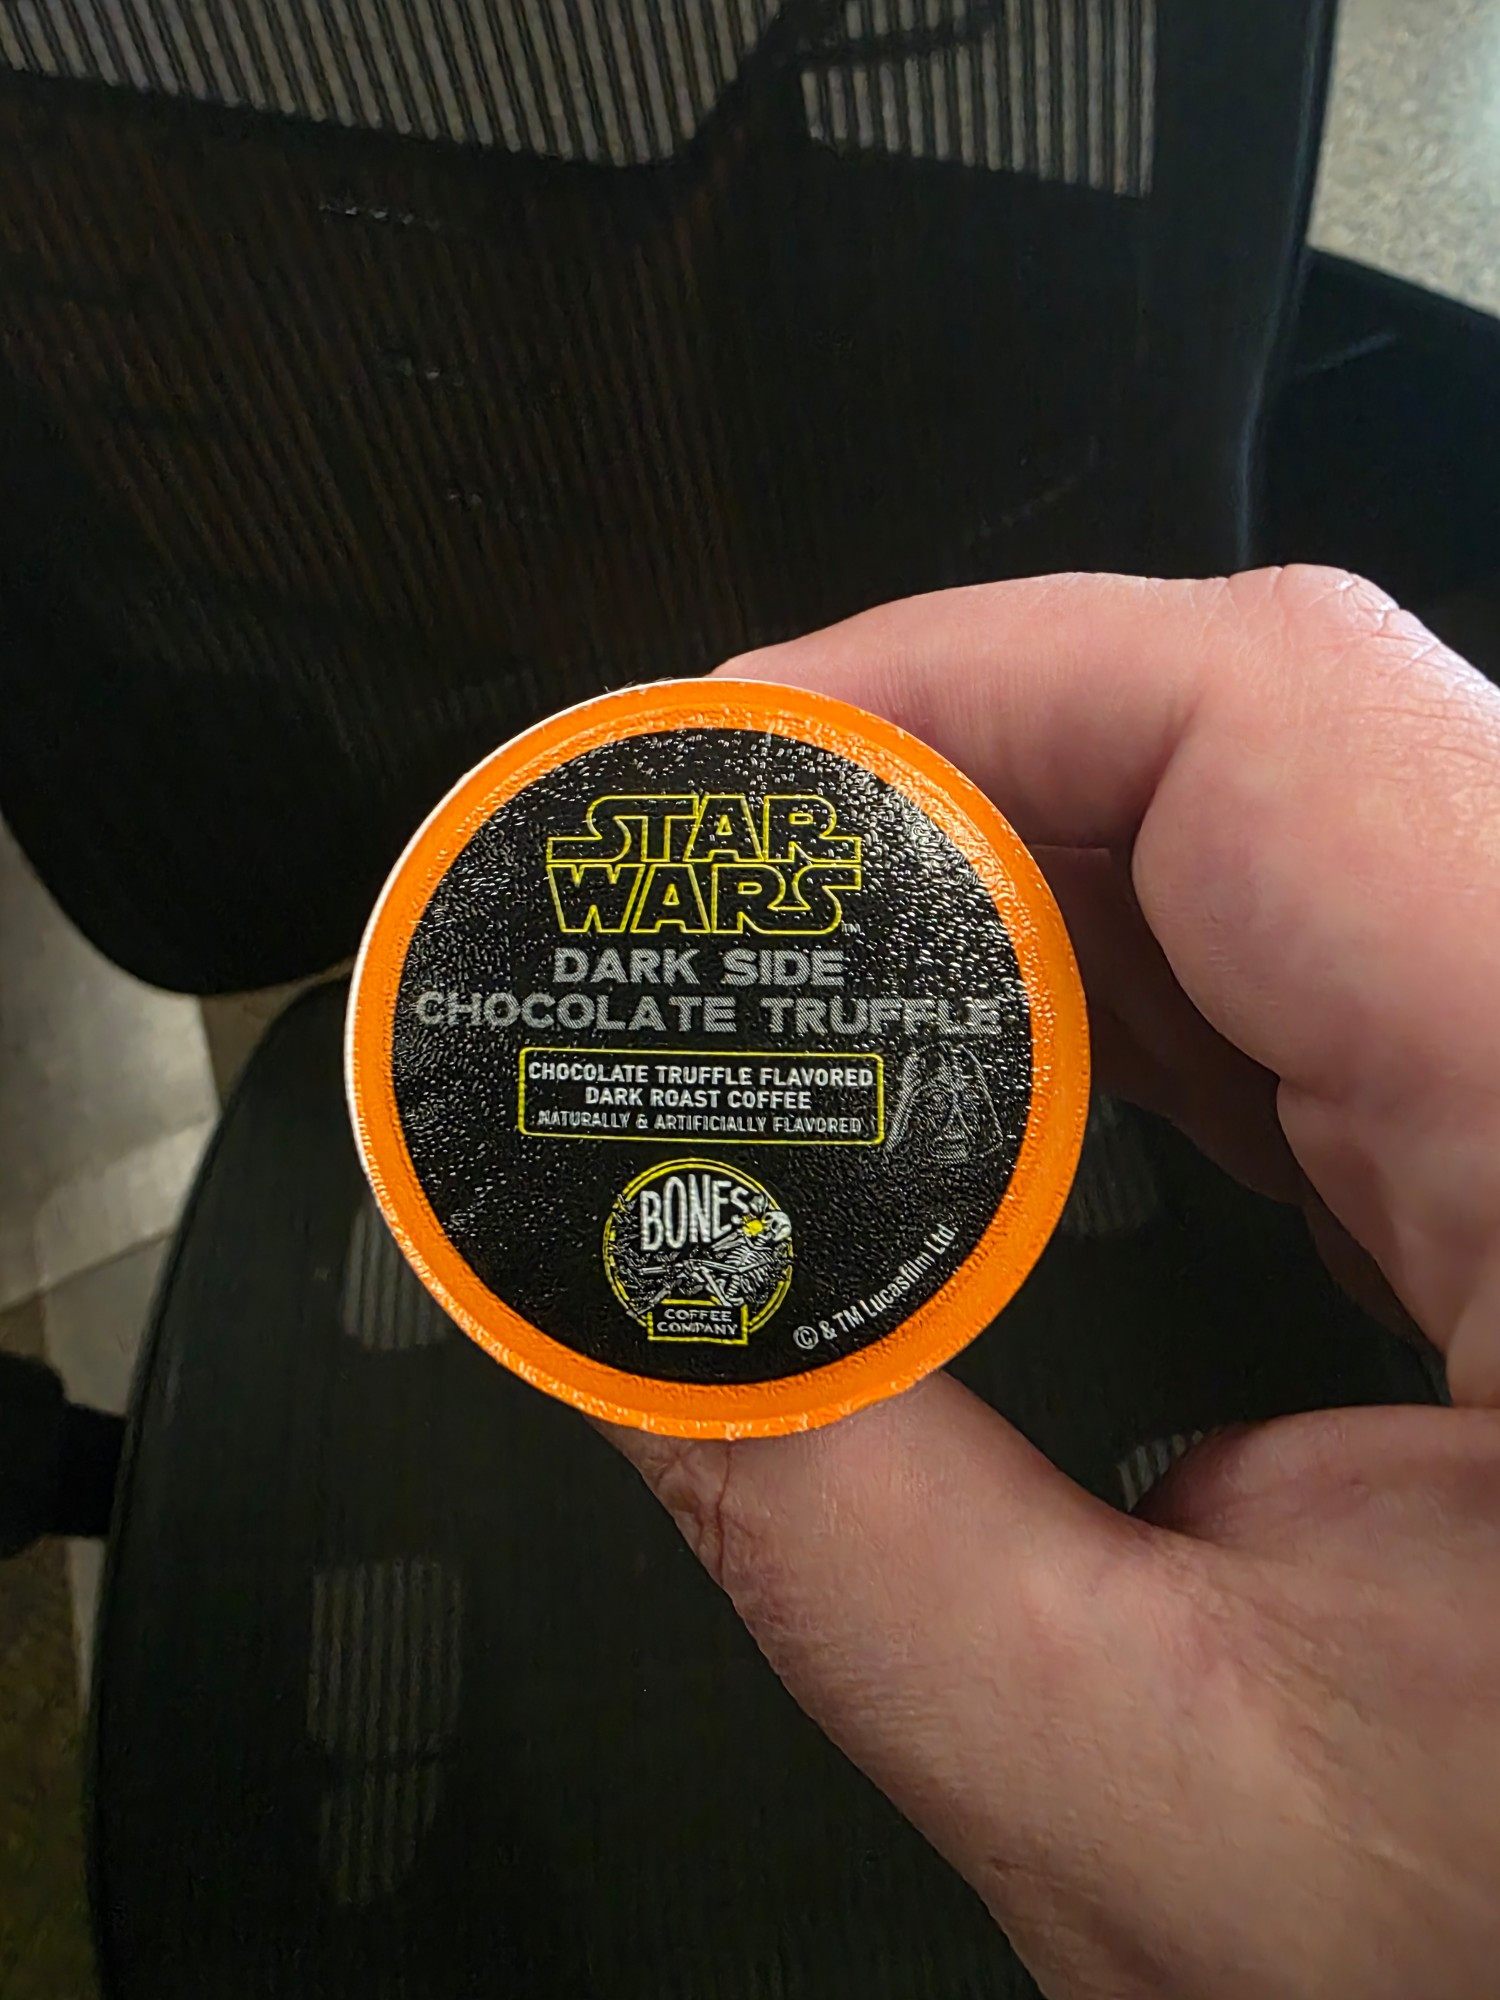 STAR
WARS
TM
DARK SIDE
CHOCOLATE TRUFFLE
CHOCOLATE TRUFFLE FLAVORED
DARK ROAST COFFEE
NATURALLY & ARTIFICIALLY FLAVORED
BONES
COFFEE
COMPANY
© & TM Lucasfilm Ltd.